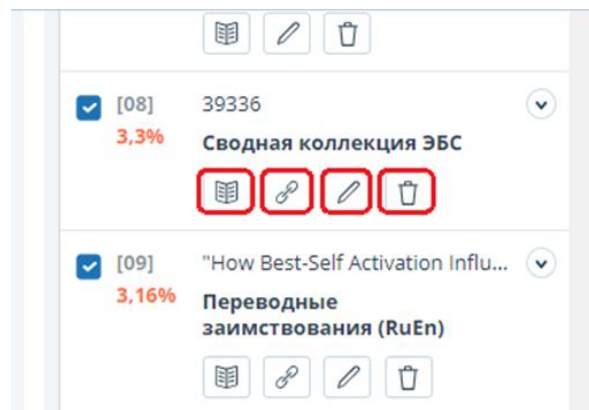 [08] 39336
3,3% Сводная коллекция ЭБС
[09] "How Best-Self Activation Influ...
3,16% Переводные
заимствования (RuEn)